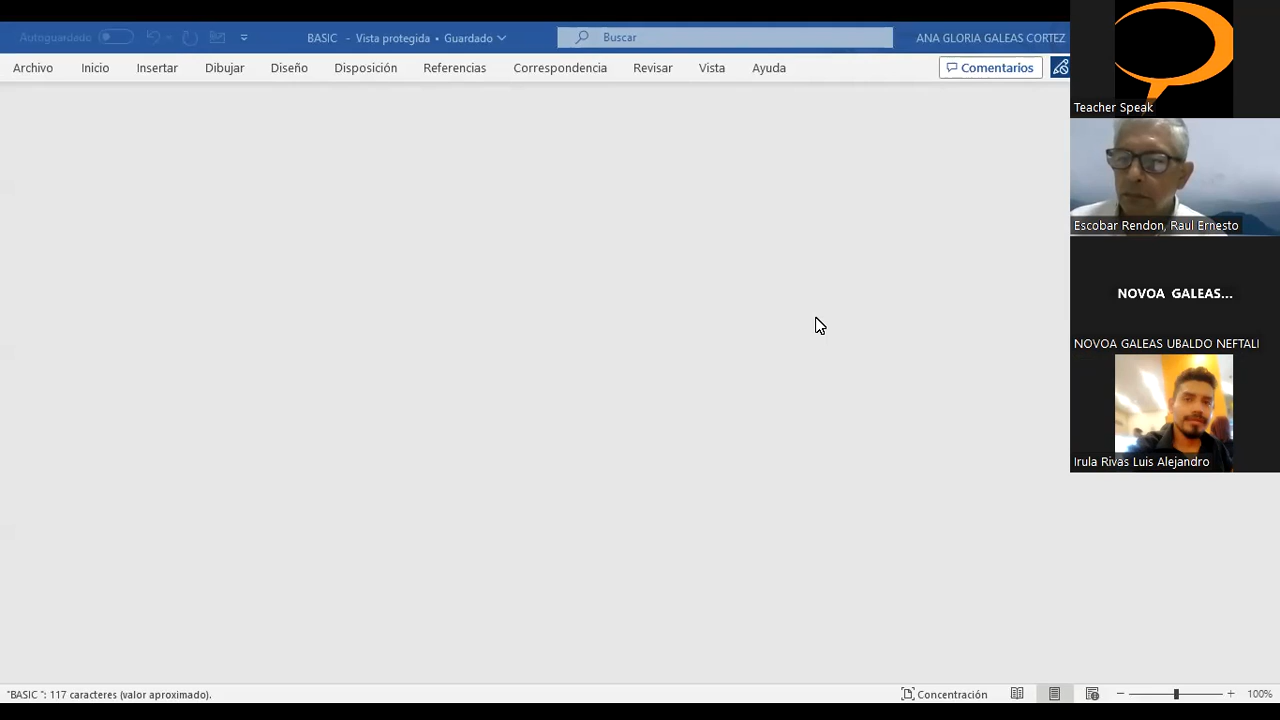 Autoguardado
BASIC - Vista protegida • Guardado
Buscar
ANA GLORIA GALEAS CORTEZ
Archivo Inicio Insertar Dibujar Diseño Disposición Referencias Correspondencia Revisar Vista Ayuda
Comentarios
Teacher Speak
Escobar Rendon, Raul Ernesto
NOVOA GALEAS...
NOVOA GALEAS UBALDO NEFTALI
Irula Rivas Luis Alejandro
"BASIC ": 117 caracteres (valor aproximado).
Concentración
100%